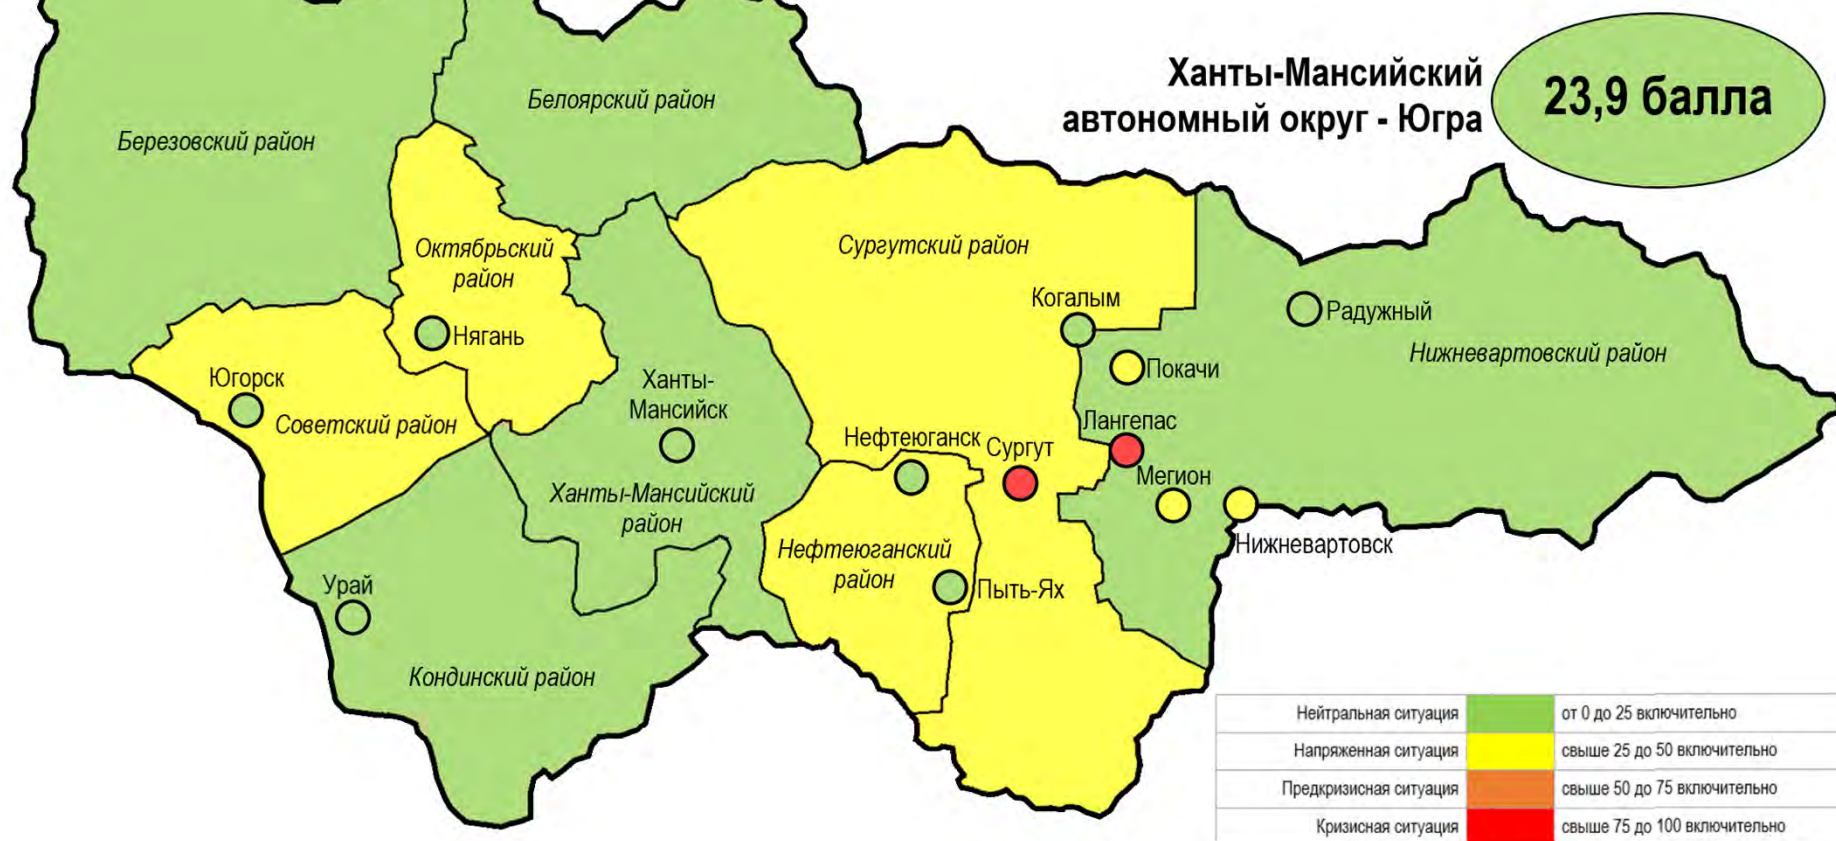 Ханты-Мансийский
автономный округ - Югра
23,9 балла
Белоярский район
Березовский район
Октябрьский
район
Сургутский район
Когалым
Радужный
Нягань
Нижневартовский район
Покачи
Югорск
Ханты-
Мансийск
Советский район
Лангепас
Нефтеюганск
Сургут
Мегион
Ханты-Мансийский
район
Нижневартовск
Нефтеюганский
район
Пыть-Ях
Урай
Кондинский район
Нейтральная ситуация от 0 до 25 включительно
Напряженная ситуация свыше 25 до 50 включительно
Предкризисная ситуация свыше 50 до 75 включительно
Кризисная ситуация свыше 75 до 100 включительно